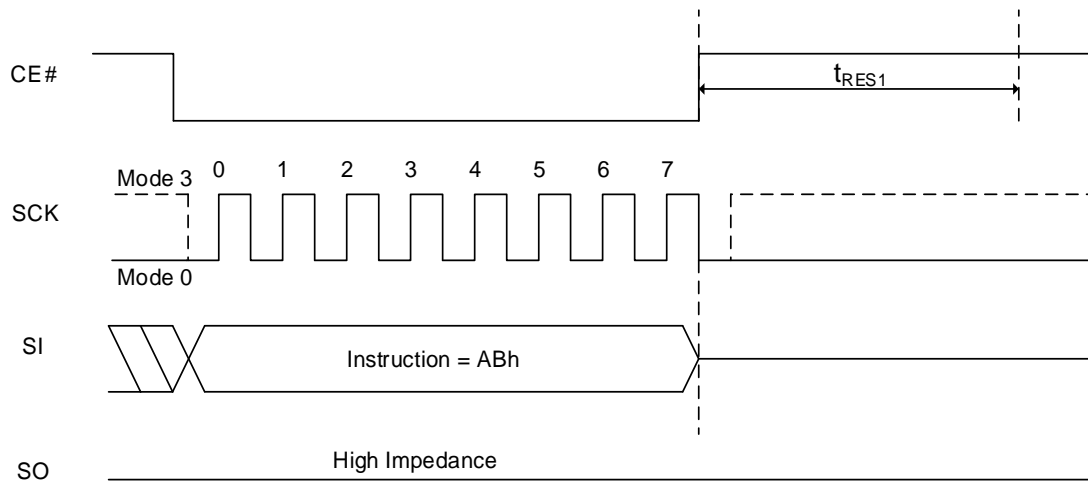 CE#
tRES1
0 1 2 3 4 5 6 7
Mode 3
SCK
Mode 0
SI
Instruction = ABh
High Impedance
SO